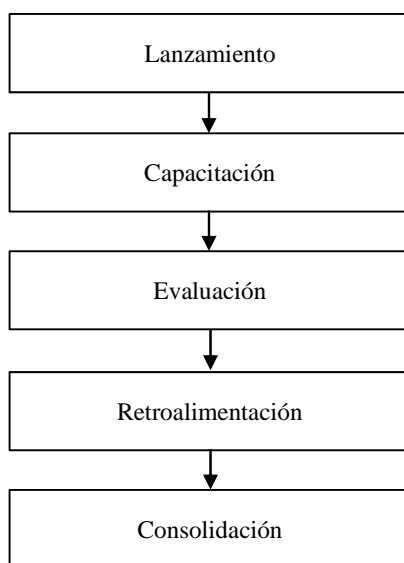 Lanzamiento
Capacitación
Evaluación
Retroalimentación
Consolidación